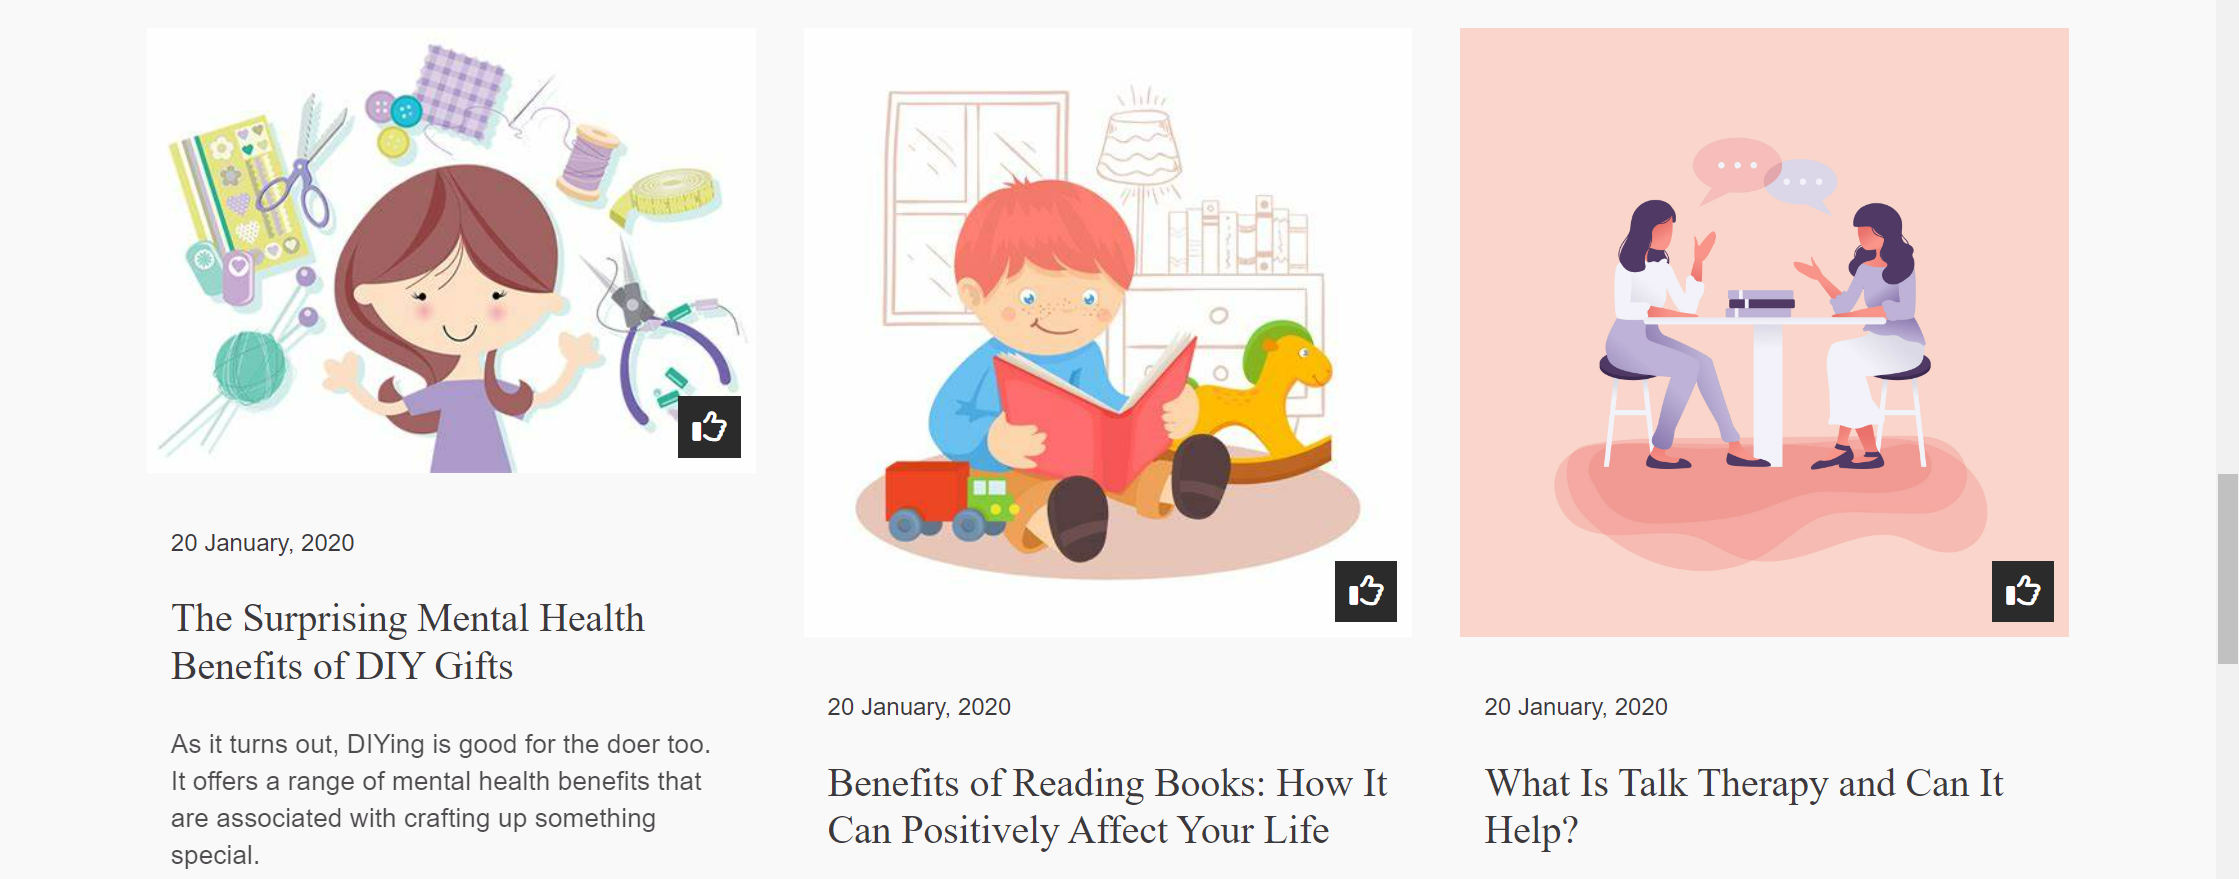 20 January, 2020
The Surprising Mental Health
Benefits of DIY Gifts
As it turns out, DIYing is good for the doer too.
It offers a range of mental health benefits that
are associated with crafting up something
special.
20 January, 2020
Benefits of Reading Books: How It
Can Positively Affect Your Life
20 January, 2020
What Is Talk Therapy and Can It
Help?